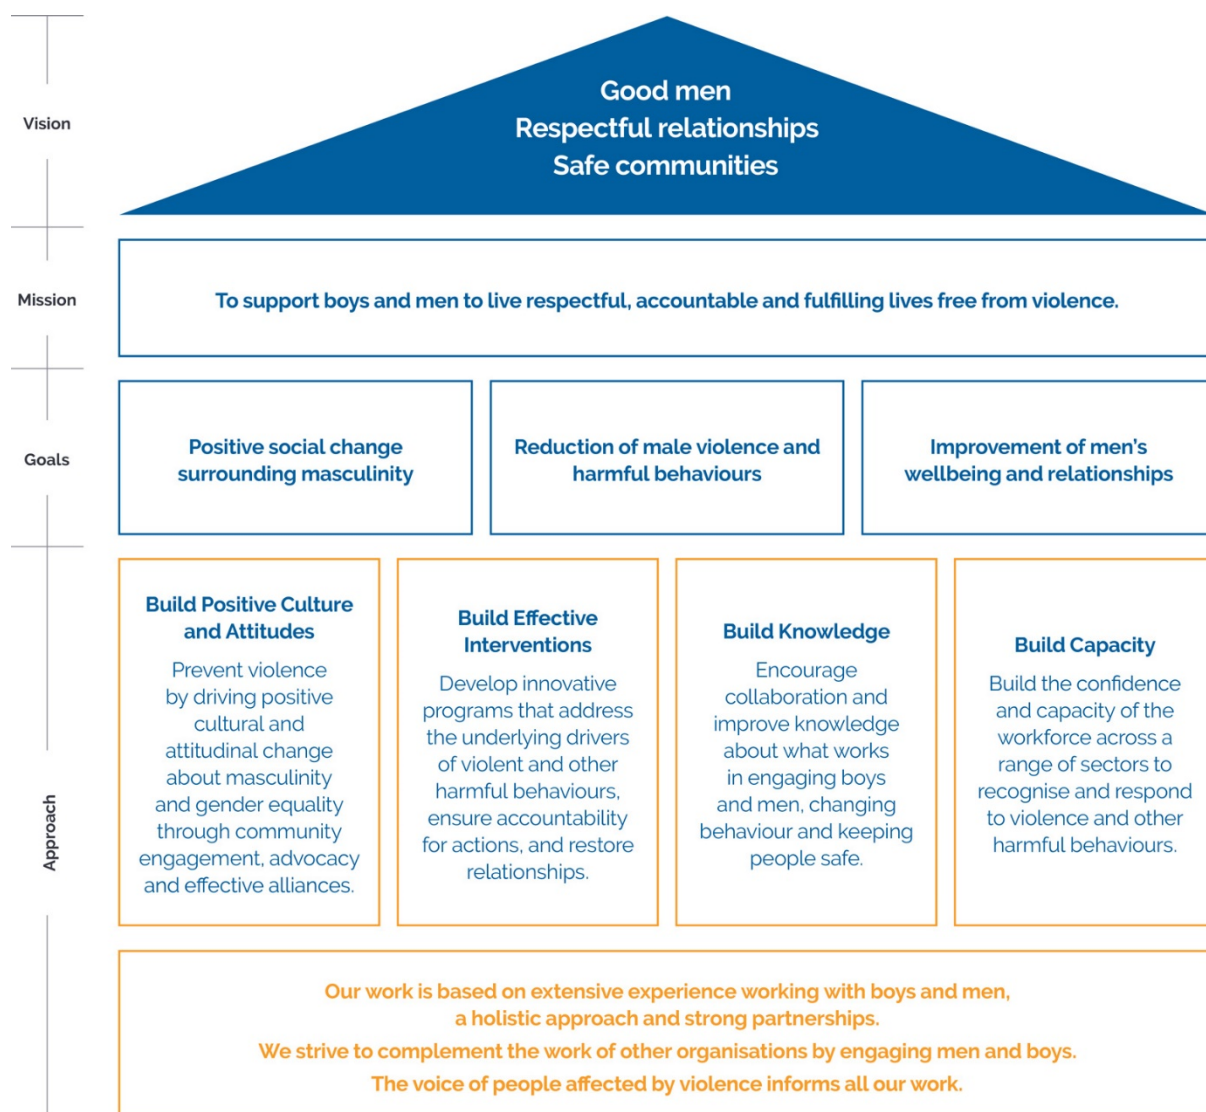 Vision
Good men
Respectful relationships
Safe communities
Mission
To support boys and men to live respectful, accountable and fulfilling lives free from violence.
Goals
Positive social change
surrounding masculinity
Reduction of male violence and
harmful behaviours
Improvement of men's
wellbeing and relationships
Approach
Build Positive Culture
and Attitudes
Prevent violence
by driving positive
cultural and
attitudinal change
about masculinity
and gender equality
through community
engagement, advocacy
and effective alliances.
Build Effective
Interventions
Develop innovative
programs that address
the underlying drivers
of violent and other
harmful behaviours,
ensure accountability
for actions, and restore
relationships.
Build Knowledge
Encourage
collaboration and
improve knowledge
about what works
in engaging boys
and men, changing
behaviour and keeping
people safe.
Build Capacity
Build the confidence
and capacity of the
workforce across a
range of sectors to
recognise and respond
to violence and other
harmful behaviours.
Our work is based on extensive experience working with boys and men,
a holistic approach and strong partnerships.
We strive to complement the work of other organisations by engaging men and boys.
The voice of people affected by violence informs all our work.